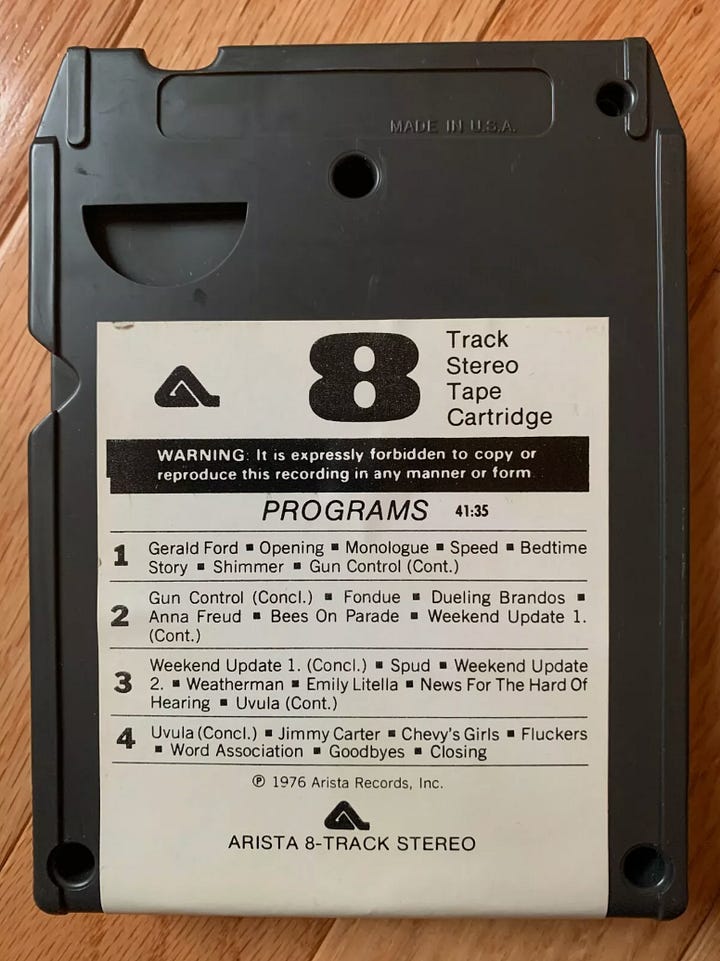 MADE IN U.S.A.
8
Track
Stereo
Tape
Cartridge
WARNING: It is expressly forbidden to copy or
reproduce this recording in any manner or form
PROGRAMS 41:35
1 Gerald Ford ■ Opening ■ Monologue ■ Speed ■ Bedtime
Story ■ Shimmer ■ Gun Control (Cont.)
2 Gun Control (Concl.) ■ Fondue ■ Dueling Brandos ■
Anna Freud ■ Bees On Parade ■ Weekend Update 1.
(Cont.)
3 Weekend Update 1. (Concl.) ■ Spud ■ Weekend Update
2. ■ Weatherman ■ Emily Litella ■ News For The Hard Of
Hearing ■ Uvula (Cont.)
4 Uvula (Concl.) ■ Jimmy Carter ■ Chevy's Girls ■ Fluckers
■ Word Association ■ Goodbyes ■ Closing
℗ 1976 Arista Records, Inc.
ARISTA 8-TRACK STEREO